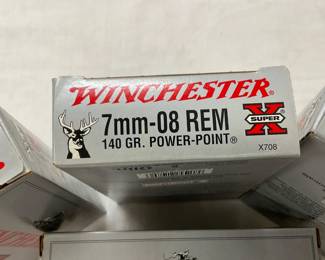 WINCHESTER®
7mm-08 REM
140 GR. POWER-POINT®
X
SUPER
X708